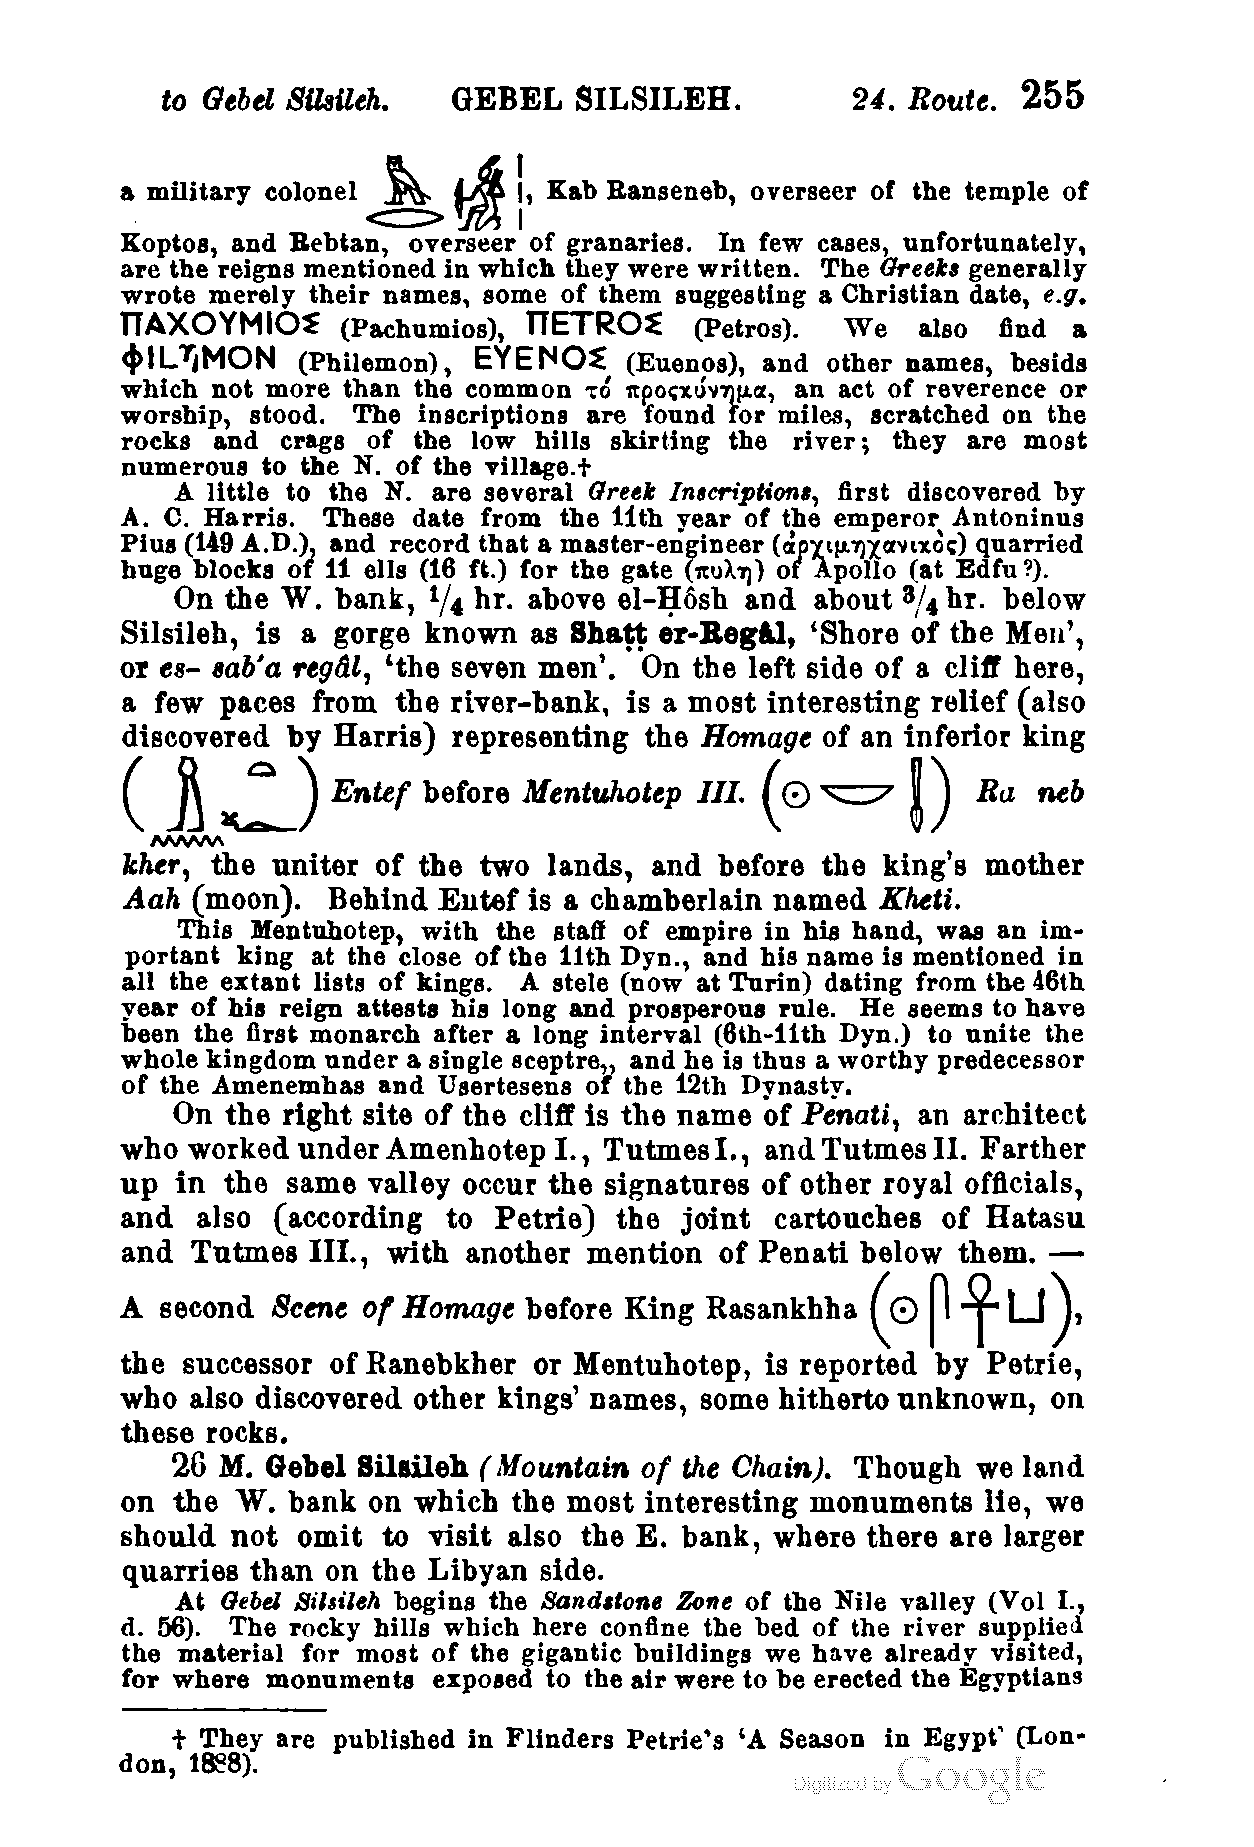 to Gebel Silsileh. GEBEL SILSILEH. 24. Route. 255
a military colonel 𓅓𓂋 𓀎 𓏥, Kab Ranseneb, overseer of the temple of
Koptos, and Rebtan, overseer of granaries. In few cases, unfortunately,
are the reigns mentioned in which they were written. The Greeks generally
wrote merely their names, some of them suggesting a Christian date, e.g.
ΠΑΧΟΥΜΙΟΣ (Pachumios), ΠΕΤRΟΣ (Petros). We also find a
ΦΙLηΜΟΝ (Philemon), ΕΥΕΝΟΣ (Euenos), and other names, besids
which not more than the common τό προςκύνημα, an act of reverence or
worship, stood. The inscriptions are found for miles, scratched on the
rocks and crags of the low hills skirting the river; they are most
numerous to the N. of the village.†
A little to the N. are several Greek Inscriptions, first discovered by
A. C. Harris. These date from the 11th year of the emperor Antoninus
Pius (149 A.D.), and record that a master-engineer (ἀρχιμηχανικὸς) quarried
huge blocks of 11 ells (16 ft.) for the gate (πυλη) of Apollo (at Edfu?).
On the W. bank, 1/4 hr. above el-Ḥôsh and about 3/4 hr. below
Silsileh, is a gorge known as Shaṭṭ er-Regâl, 'Shore of the Men',
or es- sab'a regâl, 'the seven men'. On the left side of a cliff here,
a few paces from the river-bank, is a most interesting relief (also
discovered by Harris) representing the Homage of an inferior king
(𓏎𓈖𓏏𓆑) Entef before Mentuhotep III. (𓇳𓎟𓊤) Ra neb
kher, the uniter of the two lands, and before the king's mother
Aah (moon). Behind Entef is a chamberlain named Kheti.
This Mentuhotep, with the staff of empire in his hand, was an im-
portant king at the close of the 11th Dyn., and his name is mentioned in
all the extant lists of kings. A stele (now at Turin) dating from the 46th
year of his reign attests his long and prosperous rule. He seems to have
been the first monarch after a long interval (6th-11th Dyn.) to unite the
whole kingdom under a single sceptre,, and he is thus a worthy predecessor
of the Amenemhas and Usertesens of the 12th Dynasty.
On the right site of the cliff is the name of Penati, an architect
who worked under Amenhotep I., Tutmes I., and Tutmes II. Farther
up in the same valley occur the signatures of other royal officials,
and also (according to Petrie) the joint cartouches of Hatasu
and Tutmes III., with another mention of Penati below them. —
A second Scene of Homage before King Rasankhha (𓇳𓋴𓋹𓂓),
the successor of Ranebkher or Mentuhotep, is reported by Petrie,
who also discovered other kings' names, some hitherto unknown, on
these rocks.
26 M. Gebel Silsileh (Mountain of the Chain). Though we land
on the W. bank on which the most interesting monuments lie, we
should not omit to visit also the E. bank, where there are larger
quarries than on the Libyan side.
At Gebel Silsileh begins the Sandstone Zone of the Nile valley (Vol I.,
d. 56). The rocky hills which here confine the bed of the river supplied
the material for most of the gigantic buildings we have already visited,
for where monuments exposed to the air were to be erected the Egyptians
† They are published in Flinders Petrie's 'A Season in Egypt' (Lon-
don, 1888).
Digitized by Google